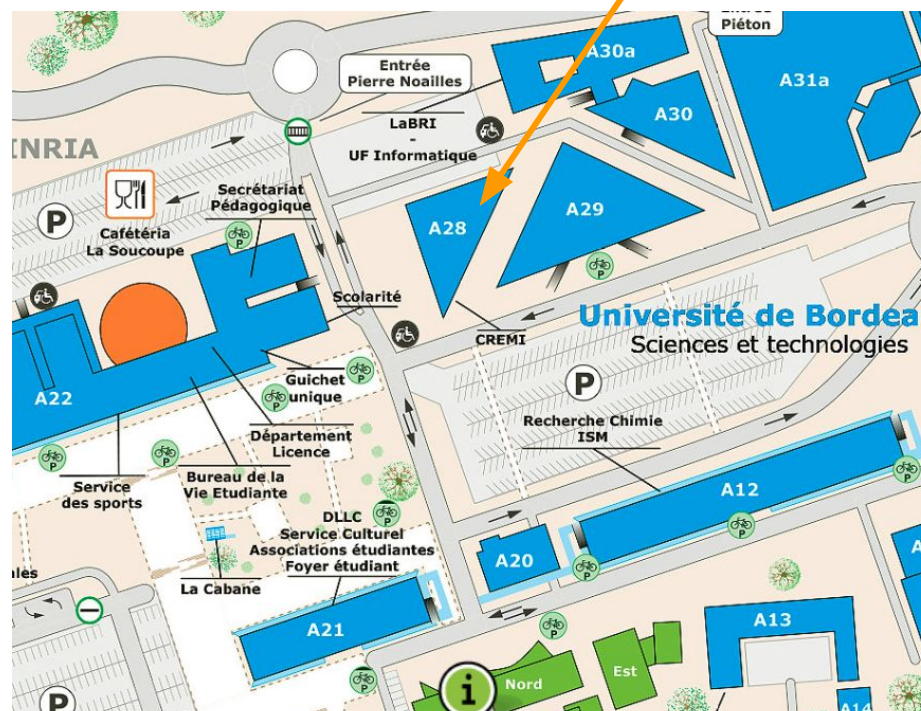 Entrée
Piéton
A30a
Entrée
Pierre Noailles
A31a
LaBRI
-
UF Informatique
A30
INRIA
Secrétariat
Pédagogique
P
Cafétéria
La Soucoupe
P
A28
A29
P
Scolarité
CREMI
Université de Bordea
Sciences et technologies
P
Guichet
unique
P
P
A22
Recherche Chimie
ISM
Département
Licence
P
P
Service
des sports
Bureau de la
Vie Etudiante
A12
P
P
DLLC
Service Culturel
Associations étudiantes
Foyer étudiant
P
P
A20
P
A
La Cabane
ales
A21
A13
P
Est
Nord
i
P
P
A14